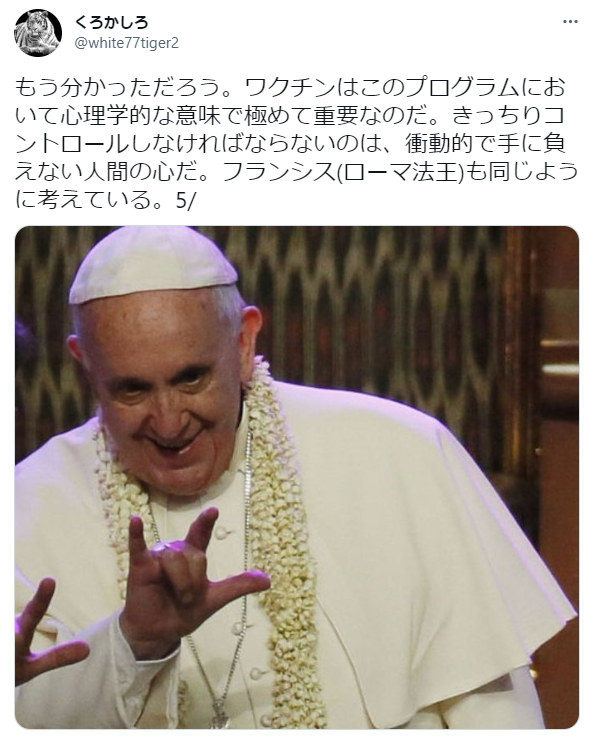 くろかしろ
@white77tiger2
もう分かっただろう。ワクチンはこのプログラムにお
いて心理学的な意味で極めて重要なのだ。きっちりコ
ントロールしなければならないのは、衝動的で手に負
えない人間の心だ。フランシス(ローマ法王)も同じよう
に考えている。5/